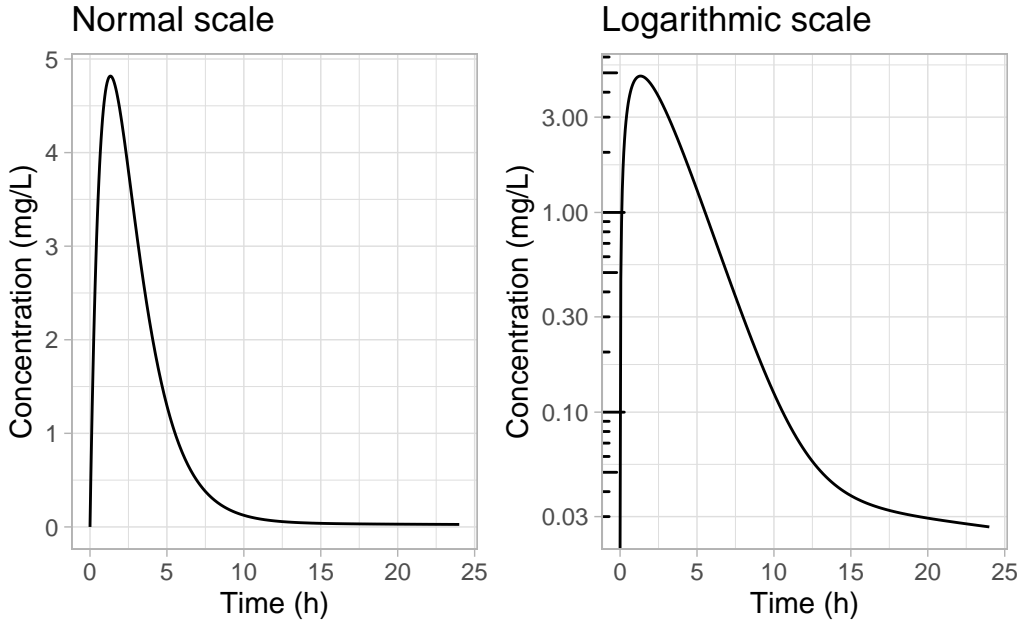 Normal scale
Concentration (mg/L)
5
4
3
2
1
0
0 5 10 15 20 25
Time (h)
Logarithmic scale
Concentration (mg/L)
3.00
1.00
0.30
0.10
0.03
0 5 10 15 20 25
Time (h)